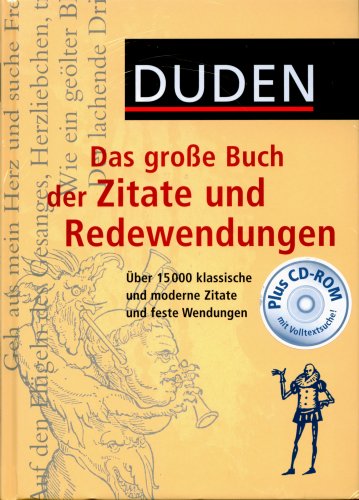 Geh aus mein Herz und suche Fre
Auf den Flügeln des Gesanges, Herzliebchen, t
Wie ein geölter B
lachende Dri
DUDEN
Das große Buch
der Zitate und
Redewendungen
Über 15000 klassische
und moderne Zitate
und feste Wendungen
Plus CD-ROM
mit Volltextsuche!